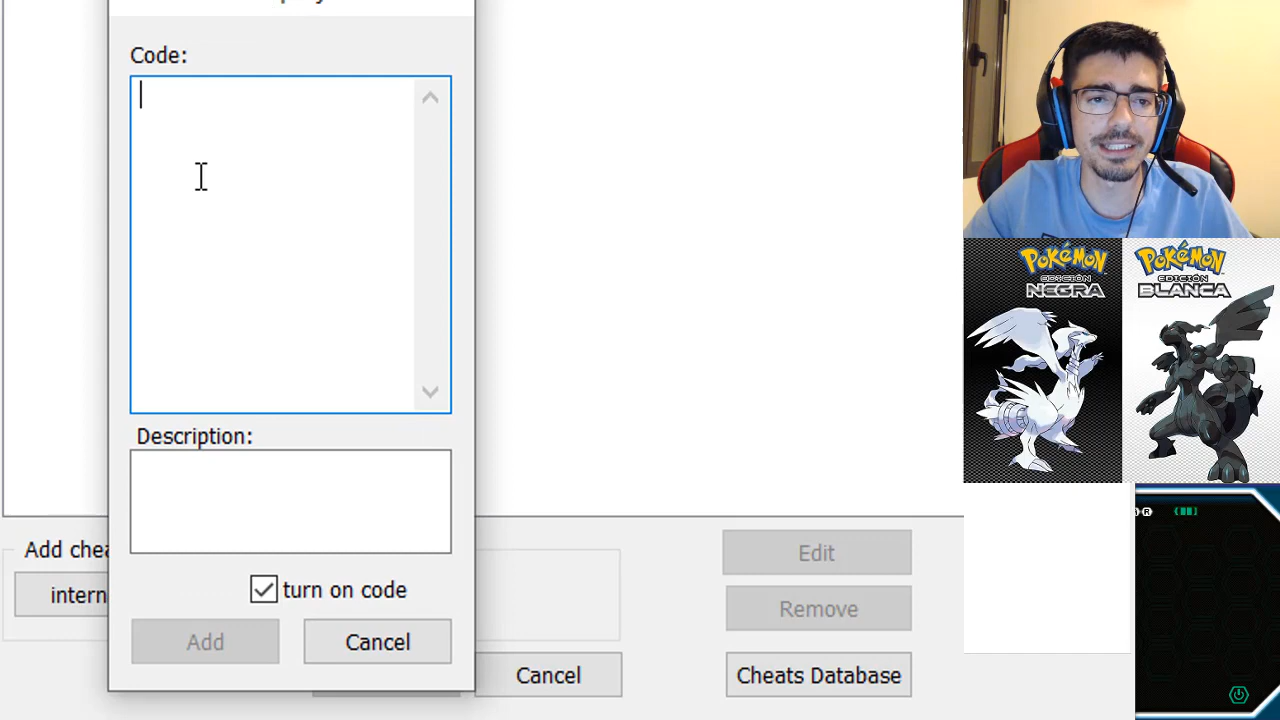 Code:
Description:
turn on code
Add
Cancel
Add chea
intern
Cancel
Edit
Remove
Cheats Database
POKéMON
EDICIÓN
NEGRA
POKéMON
EDICIÓN
BLANCA
R